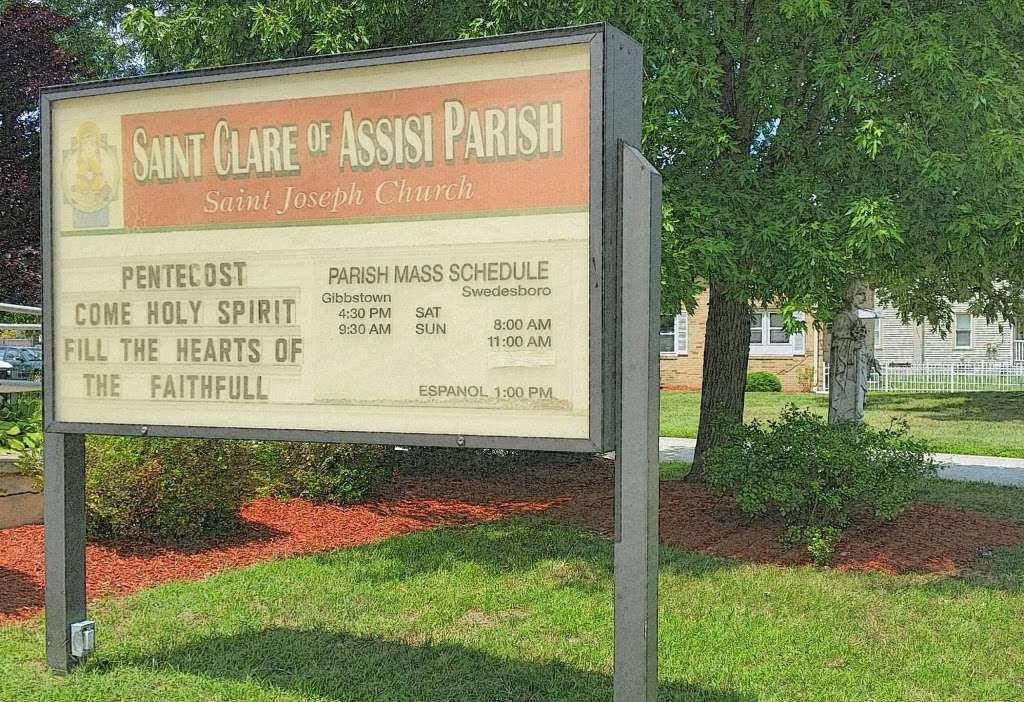 SAINT CLARE OF ASSISI PARISH
Saint Joseph Church
PENTECOST
COME HOLY SPIRIT
FILL THE HEARTS OF
THE FAITHFULL
PARISH MASS SCHEDULE
Gibbstown Swedesboro
4:30 PM SAT
9:30 AM SUN 8:00 AM
11:00 AM
ESPANOL 1:00 PM